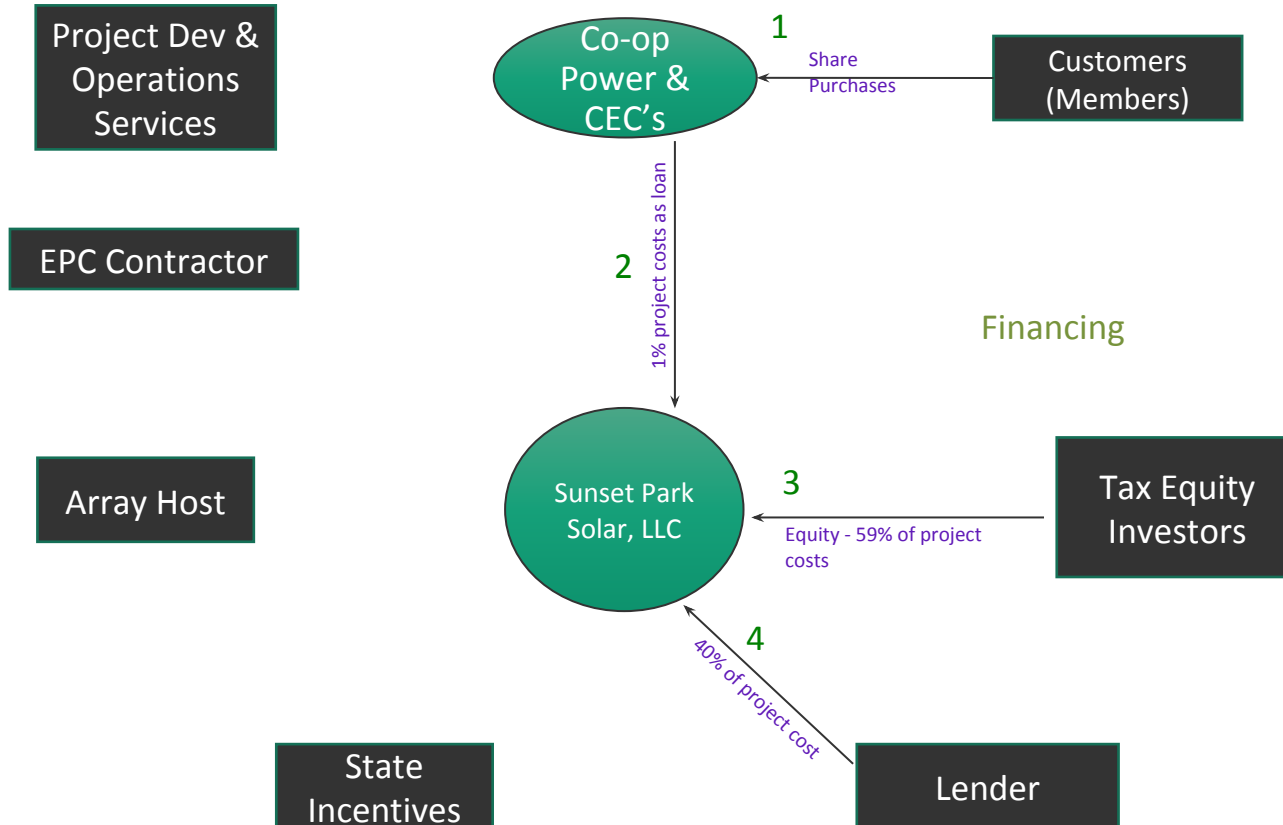 Project Dev &
Operations
Services
Co-op
Power &
CEC’s
1
Share
Purchases
Customers
(Members)
EPC Contractor
2
1% project costs as loan
Financing
Array Host
Sunset Park
Solar, LLC
3
Equity - 59% of project
costs
Tax Equity
Investors
4
40% of project cost
State
Incentives
Lender